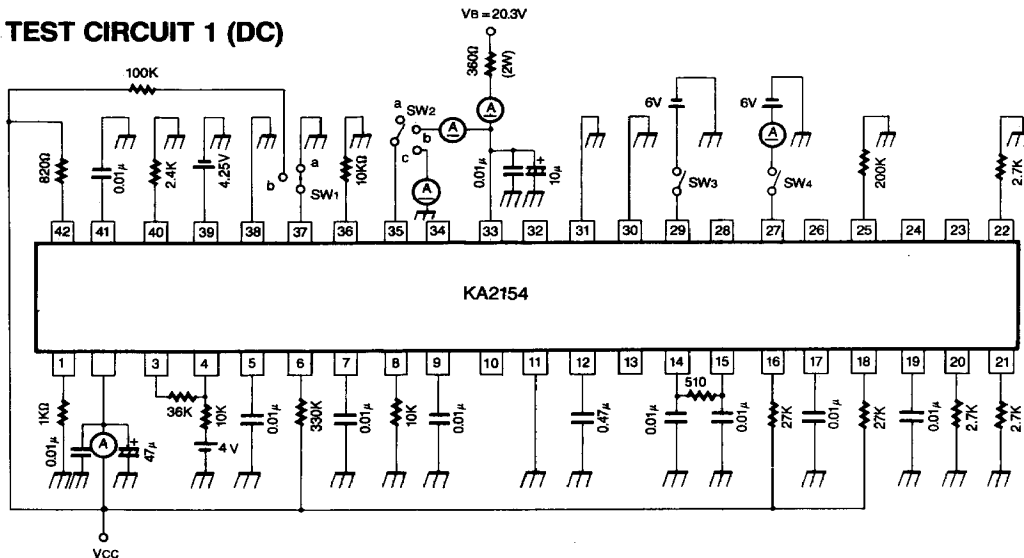 TEST CIRCUIT 1 (DC)
VB = 20.3V
360Ω
(2W)
100K
A
a
SW2
A
b
c
A
6V
6V
A
820Ω
0.01μ
2.4K
4.25V
b
a
SW1
10KΩ
0.01μ
+
10μ
SW3
SW4
200K
2.7K
42 41 40 39 38 37 36 35 34 33 32 31 30 29 28 27 26 25 24 23 22
KA2154
1 3 4 5 6 7 8 9 10 11 12 13 14 15 16 17 18 19 20 21
1KΩ
0.01μ
A
+
47μ
36K
10K
4V
0.01μ
330K
0.01μ
10K
0.01μ
0.47μ
0.01μ
510
0.01μ
27K
0.01μ
27K
0.01μ
2.7K
2.7K
VCC